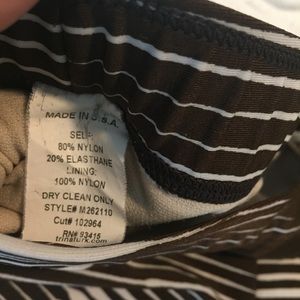 MADE IN U.S.A.
SELF:
80% NYLON
20% ELASTHANE
LINING:
100% NYLON
DRY CLEAN ONLY
STYLE# M262110
Cut# 102964
RN# 93415
trinaturk.com